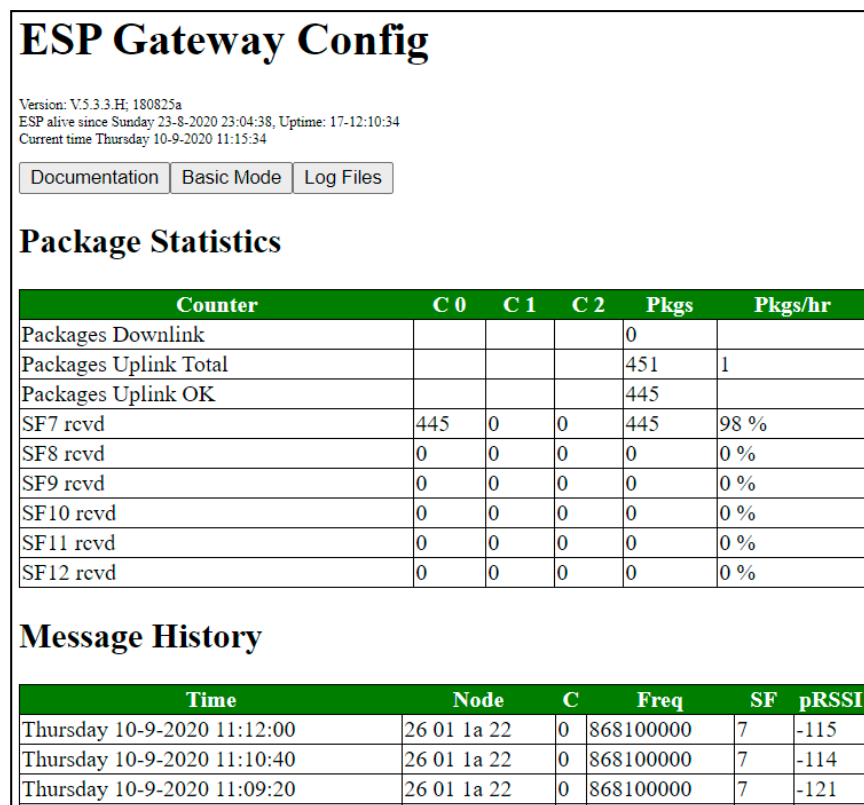 ESP Gateway Config
Version: V.5.3.3.H; 180825a
ESP alive since Sunday 23-8-2020 23:04:38, Uptime: 17-12:10:34
Current time Thursday 10-9-2020 11:15:34
Documentation Basic Mode Log Files
Package Statistics
Counter C 0 C 1 C 2 Pkgs Pkgs/hr
Packages Downlink 0
Packages Uplink Total 451 1
Packages Uplink OK 445
SF7 rcvd 445 0 0 445 98 %
SF8 rcvd 0 0 0 0 0 %
SF9 rcvd 0 0 0 0 0 %
SF10 rcvd 0 0 0 0 0 %
SF11 rcvd 0 0 0 0 0 %
SF12 rcvd 0 0 0 0 0 %
Message History
Time Node C Freq SF pRSSI
Thursday 10-9-2020 11:12:00 26 01 1a 22 0 868100000 7 -115
Thursday 10-9-2020 11:10:40 26 01 1a 22 0 868100000 7 -114
Thursday 10-9-2020 11:09:20 26 01 1a 22 0 868100000 7 -121